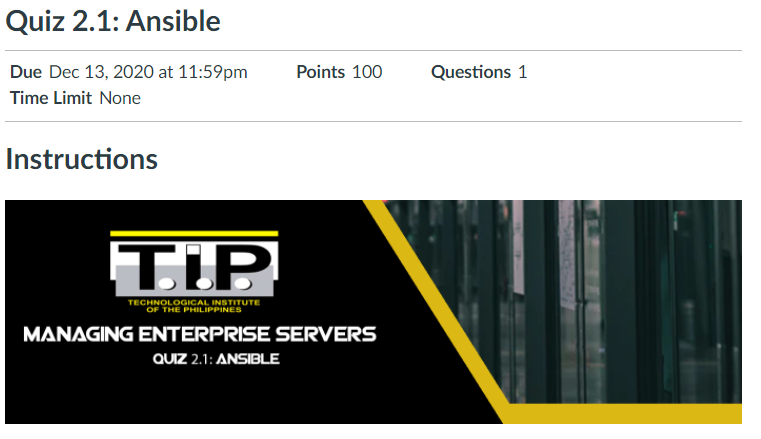 Quiz 2.1: Ansible
Due Dec 13, 2020 at 11:59pm Points 100 Questions 1
Time Limit None
Instructions
T.I.P.
TECHNOLOGICAL INSTITUTE
OF THE PHILIPPINES
MANAGING ENTERPRISE SERVERS
QUIZ 2.1: ANSIBLE